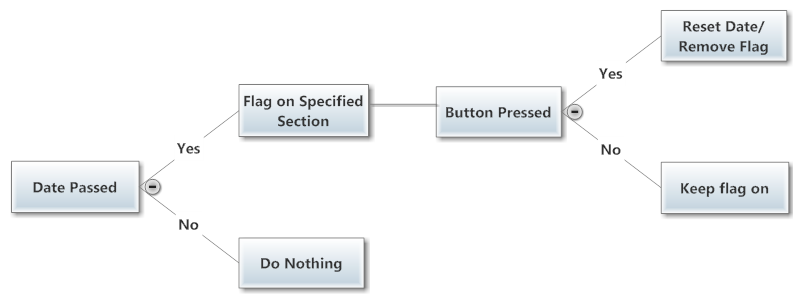 Reset Date/
Remove Flag
Yes
Flag on Specified
Section
Button Pressed
Yes
No
Date Passed
Keep flag on
No
Do Nothing